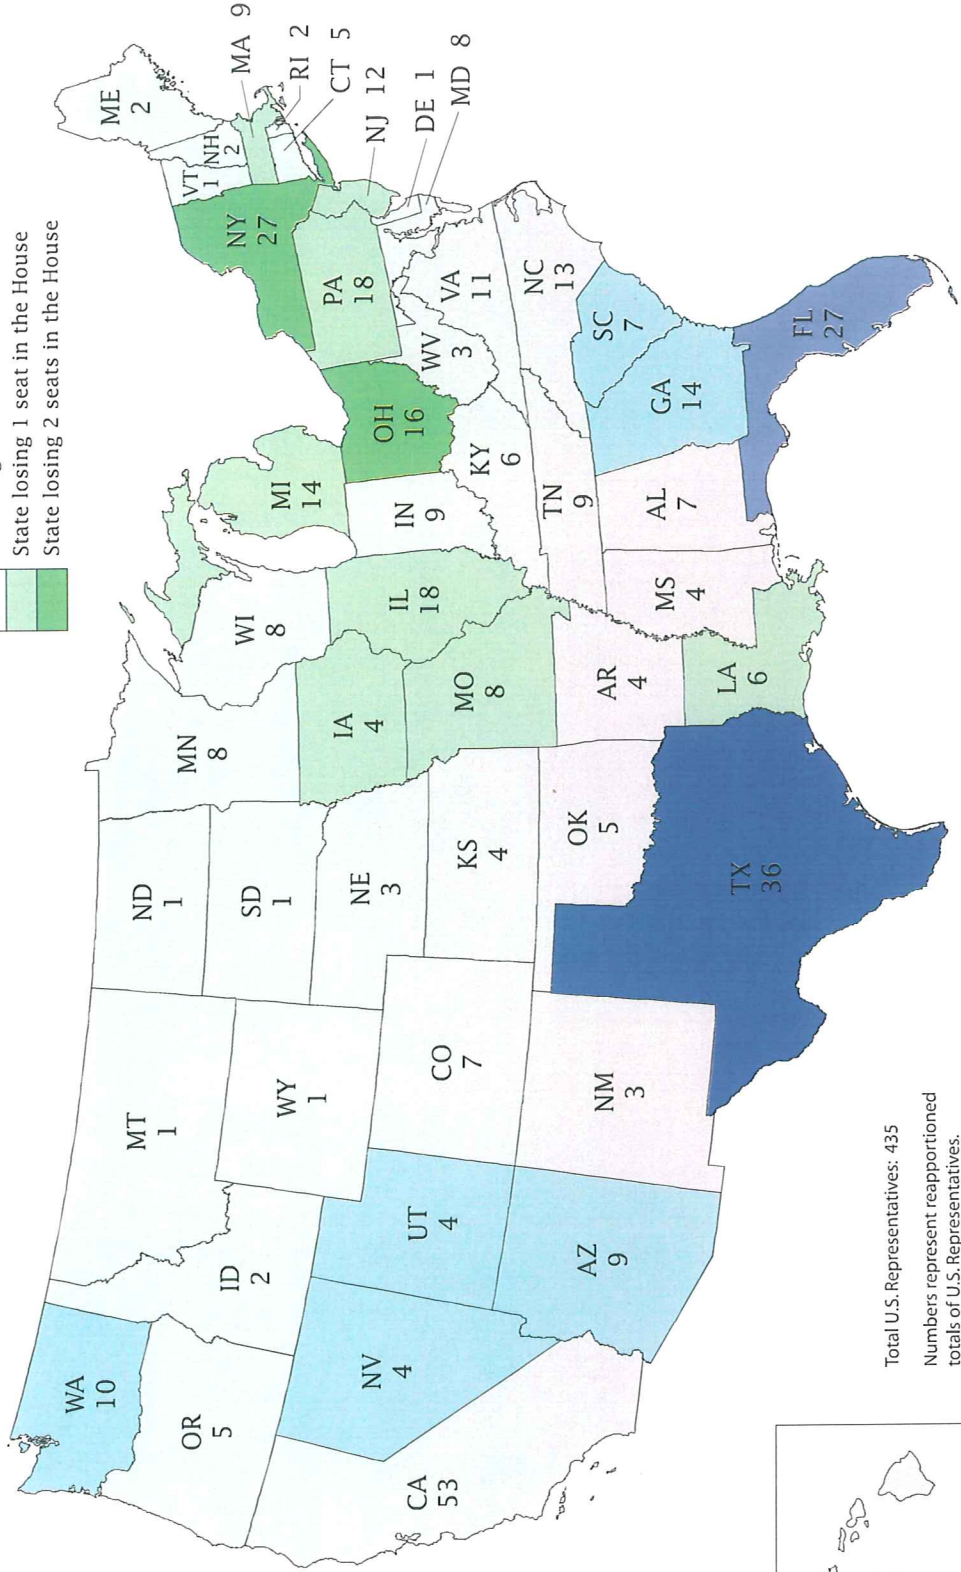 State losing 1 seat in the House
State losing 2 seats in the House
WA
10
OR
5
CA
53
NV
4
ID
2
MT
1
WY
1
UT
4
AZ
9
CO
7
NM
3
ND
1
SD
1
NE
3
KS
4
OK
5
TX
36
MN
8
IA
4
MO
8
AR
4
LA
6
WI
8
IL
18
MS
4
MI
14
IN
9
OH
16
KY
6
TN
9
AL
7
GA
14
FL
27
SC
7
NC
13
VA
11
WV
3
PA
18
NY
27
VT
1
NH
2
ME
2
MA 9
RI 2
CT 5
NJ 12
DE 1
MD 8
Total U.S. Representatives: 435
Numbers represent reapportioned
totals of U.S. Representatives.